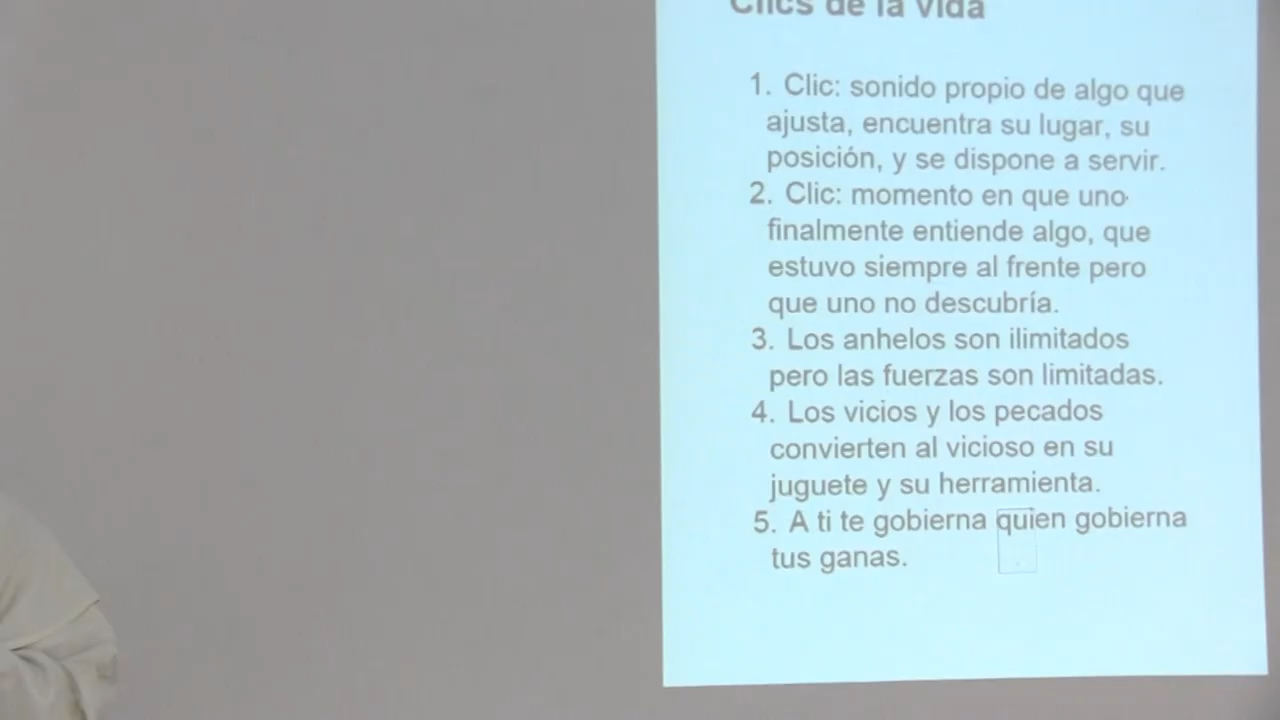 Clics de la vida
1. Clic: sonido propio de algo que
ajusta, encuentra su lugar, su
posición, y se dispone a servir.
2. Clic: momento en que uno
finalmente entiende algo, que
estuvo siempre al frente pero
que uno no descubría.
3. Los anhelos son ilimitados
pero las fuerzas son limitadas.
4. Los vicios y los pecados
convierten al vicioso en su
juguete y su herramienta.
5. A ti te gobierna quien gobierna
tus ganas.